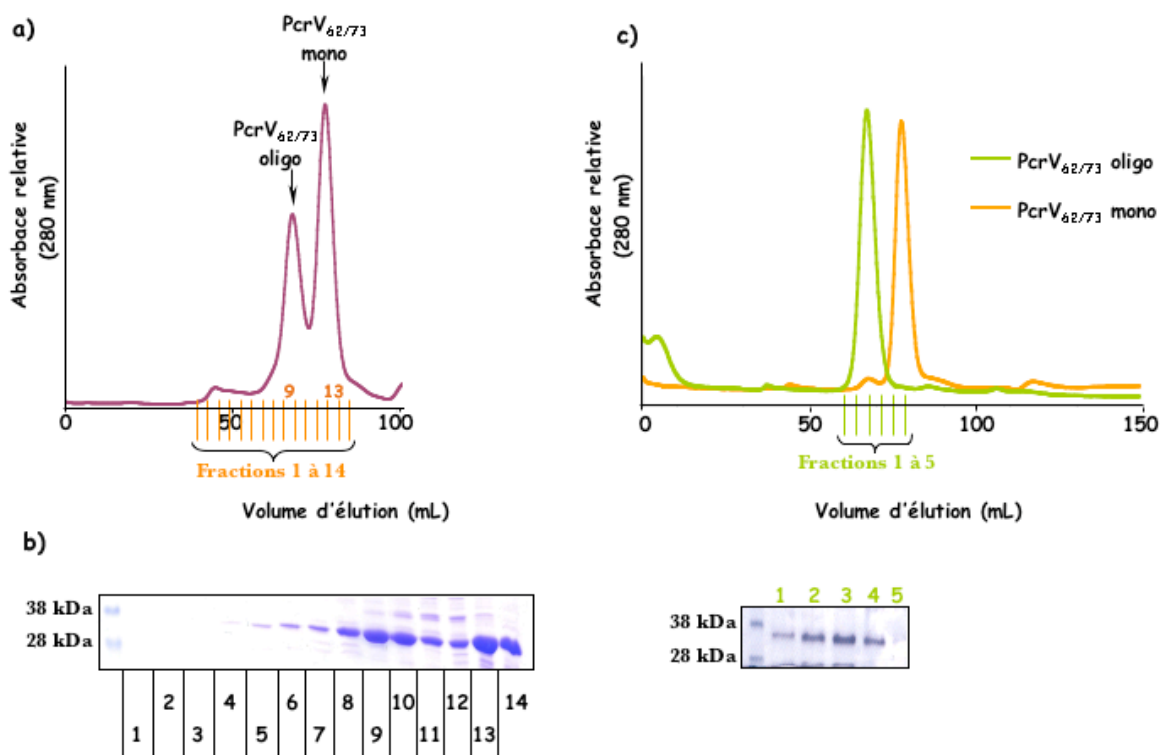 a)
PcrV62/73
mono
PcrV62/73
oligo
Absorbace relative
(280 nm)
9 13
0 50 100
Fractions 1 à 14
Volume d'élution (mL)
c)
Absorbace relative
(280 nm)
PcrV62/73 oligo
PcrV62/73 mono
0 50 100 150
Fractions 1 à 5
Volume d'élution (mL)
b)
38 kDa
28 kDa
2 4 6 8 10 12 14
1 3 5 7 9 11 13
1 2 3 4 5
38 kDa
28 kDa